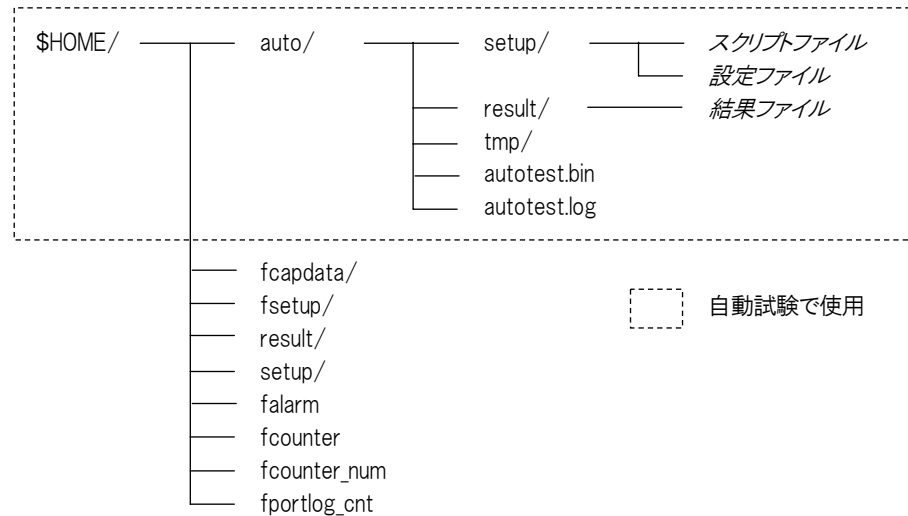 $HOME/ auto/ setup/ スクリプトファイル
設定ファイル
result/ 結果ファイル
tmp/
autotest.bin
autotest.log
fcapdata/
fsetup/ 自動試験で使用
result/
setup/
falarm
fcounter
fcounter_num
fportlog_cnt